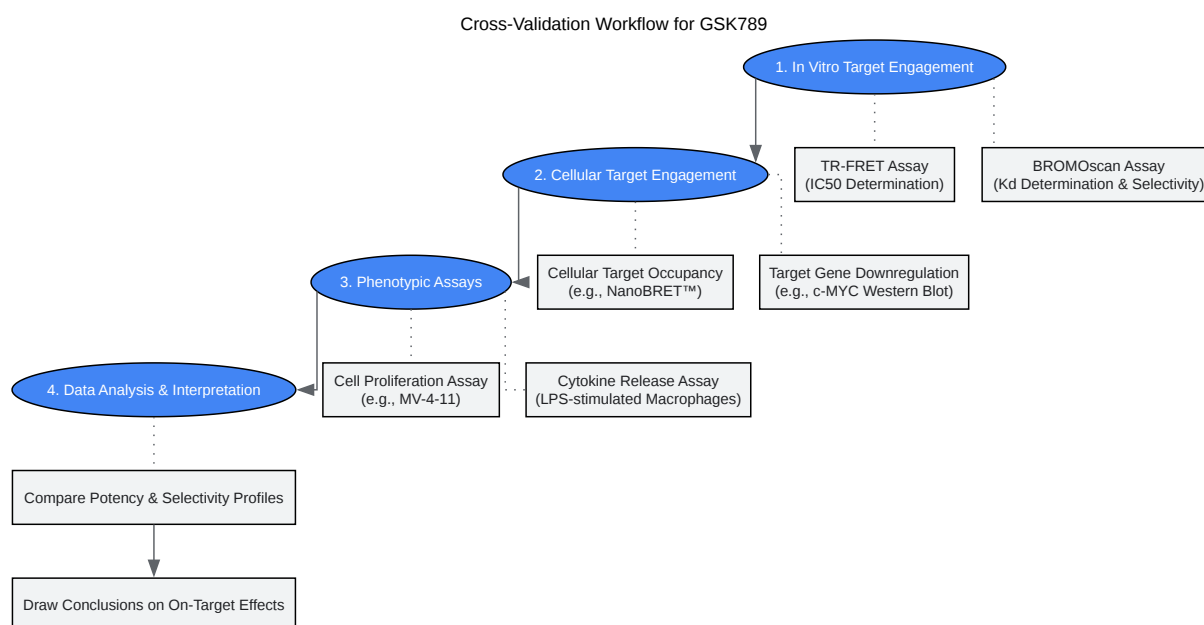 Cross-Validation Workflow for GSK789
1. In Vitro Target Engagement
TR-FRET Assay
(IC50 Determination)
BROMOscan Assay
(Kd Determination & Selectivity)
2. Cellular Target Engagement
Cellular Target Occupancy
(e.g., NanoBRET™)
Target Gene Downregulation
(e.g., c-MYC Western Blot)
3. Phenotypic Assays
Cell Proliferation Assay
(e.g., MV-4-11)
Cytokine Release Assay
(LPS-stimulated Macrophages)
4. Data Analysis & Interpretation
Compare Potency & Selectivity Profiles
Draw Conclusions on On-Target Effects